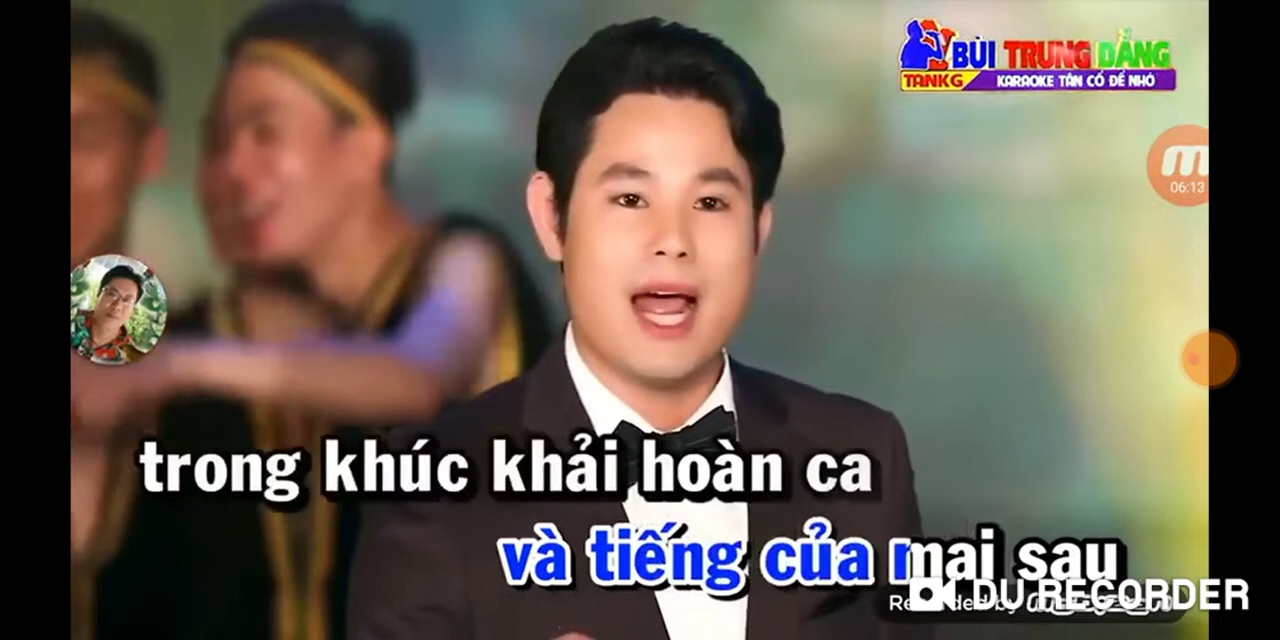 BÙI TRUNG ĐẲNG
TANKG KARAOKE TÂN CỔ ĐỂ NHỚ
06:13
trong khúc khải hoàn ca
và tiếng của mai sau
DU RECORDER